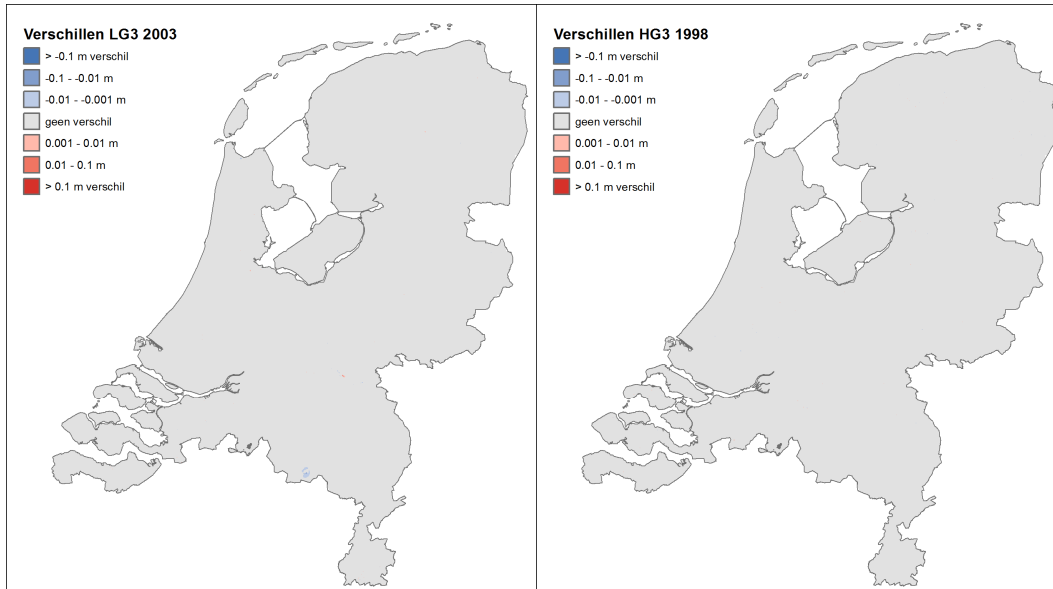 Verschillen LG3 2003
> -0.1 m verschil
-0.1 - -0.01 m
-0.01 - -0.001 m
geen verschil
0.001 - 0.01 m
0.01 - 0.1 m
> 0.1 m verschil
Verschillen HG3 1998
> -0.1 m verschil
-0.1 - -0.01 m
-0.01 - -0.001 m
geen verschil
0.001 - 0.01 m
0.01 - 0.1 m
> 0.1 m verschil